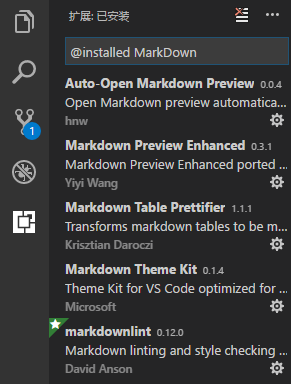 扩展: 已安装
@installed MarkDown
Auto-Open Markdown Preview 0.0.4
Open Markdown preview automatica...
hnw
Markdown Preview Enhanced 0.3.1
Markdown Preview Enhanced ported ...
Yiyi Wang
1
Markdown Table Prettifier 1.1.1
Transforms markdown tables to be m...
Krisztian Daroczi
Markdown Theme Kit 0.1.4
Theme Kit for VS Code optimized for ...
Microsoft
markdownlint 0.12.0
Markdown linting and style checking ...
David Anson